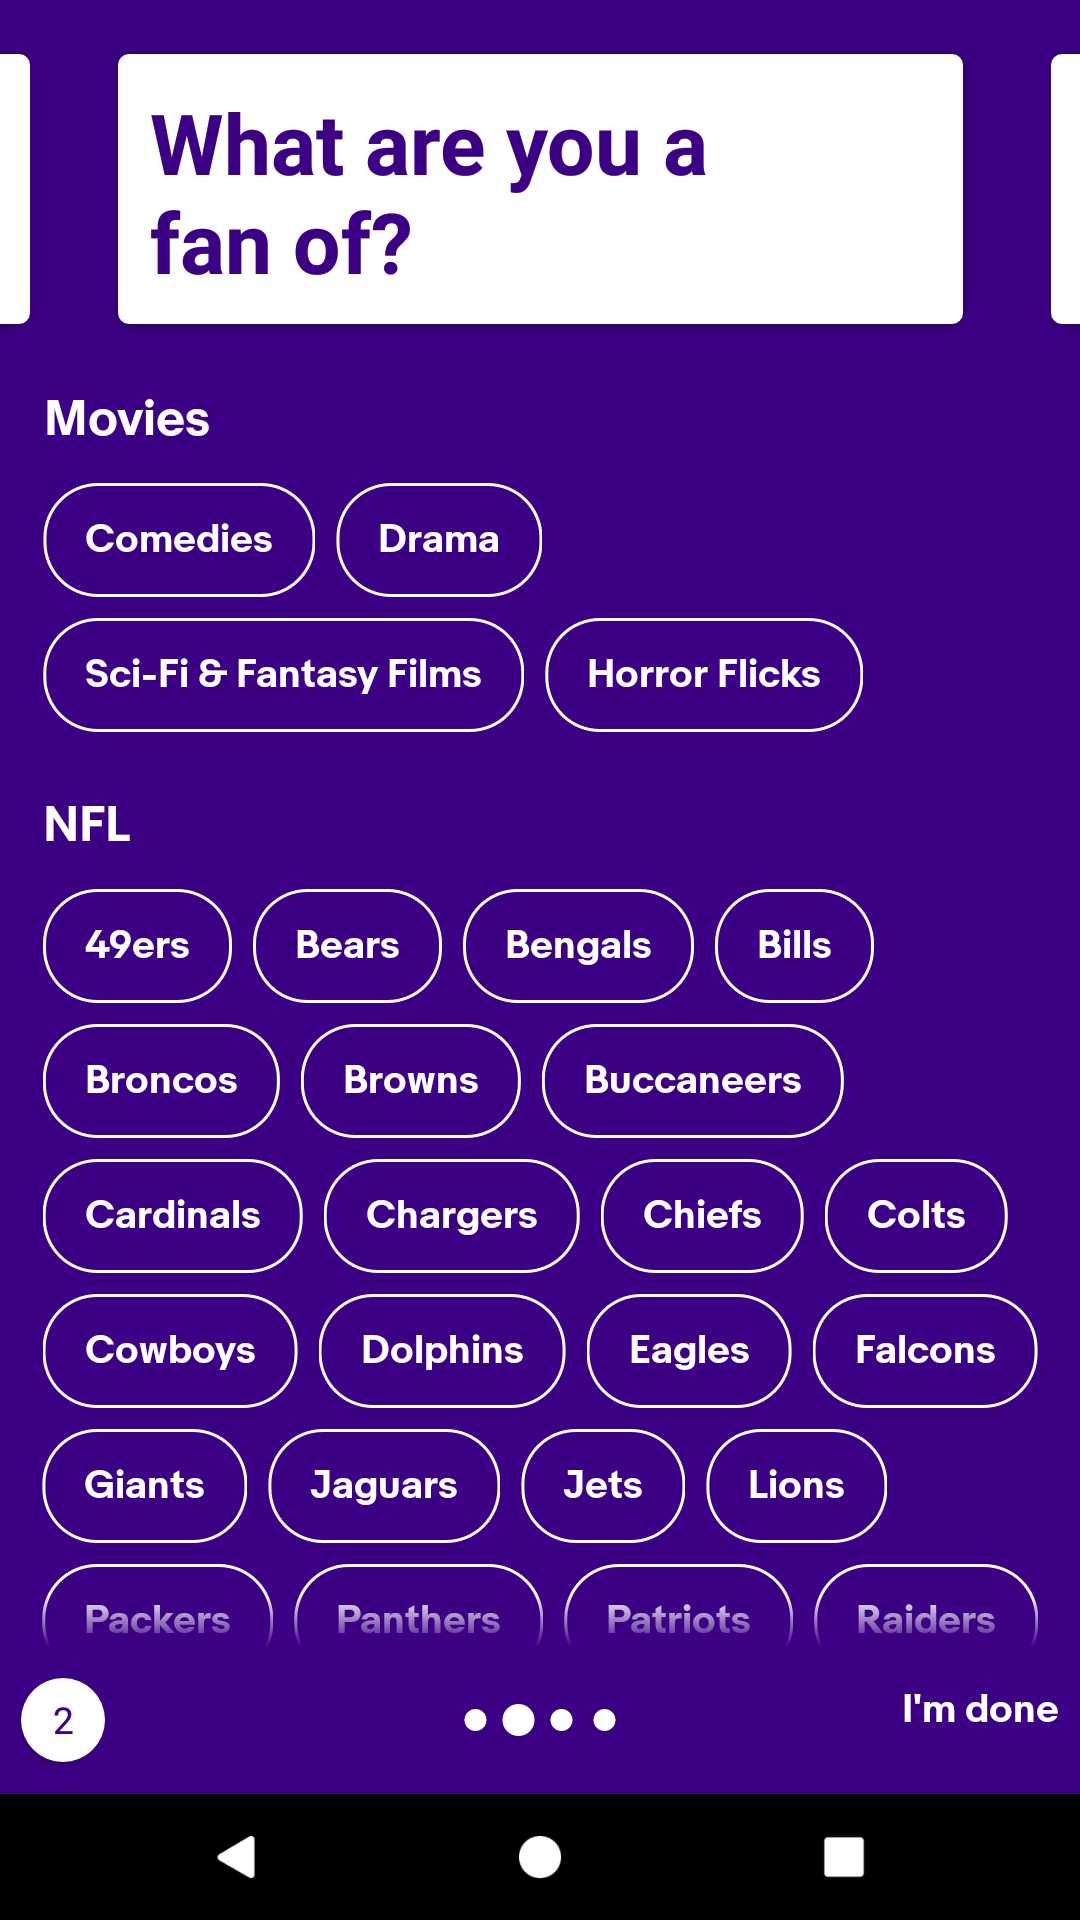 What are you a
fan of?
Movies
Comedies Drama
Sci-Fi & Fantasy Films Horror Flicks
NFL
49ers Bears Bengals Bills
Broncos Browns Buccaneers
Cardinals Chargers Chiefs Colts
Cowboys Dolphins Eagles Falcons
Giants Jaguars Jets Lions
Packers Panthers Patriots Raiders
2 I'm done